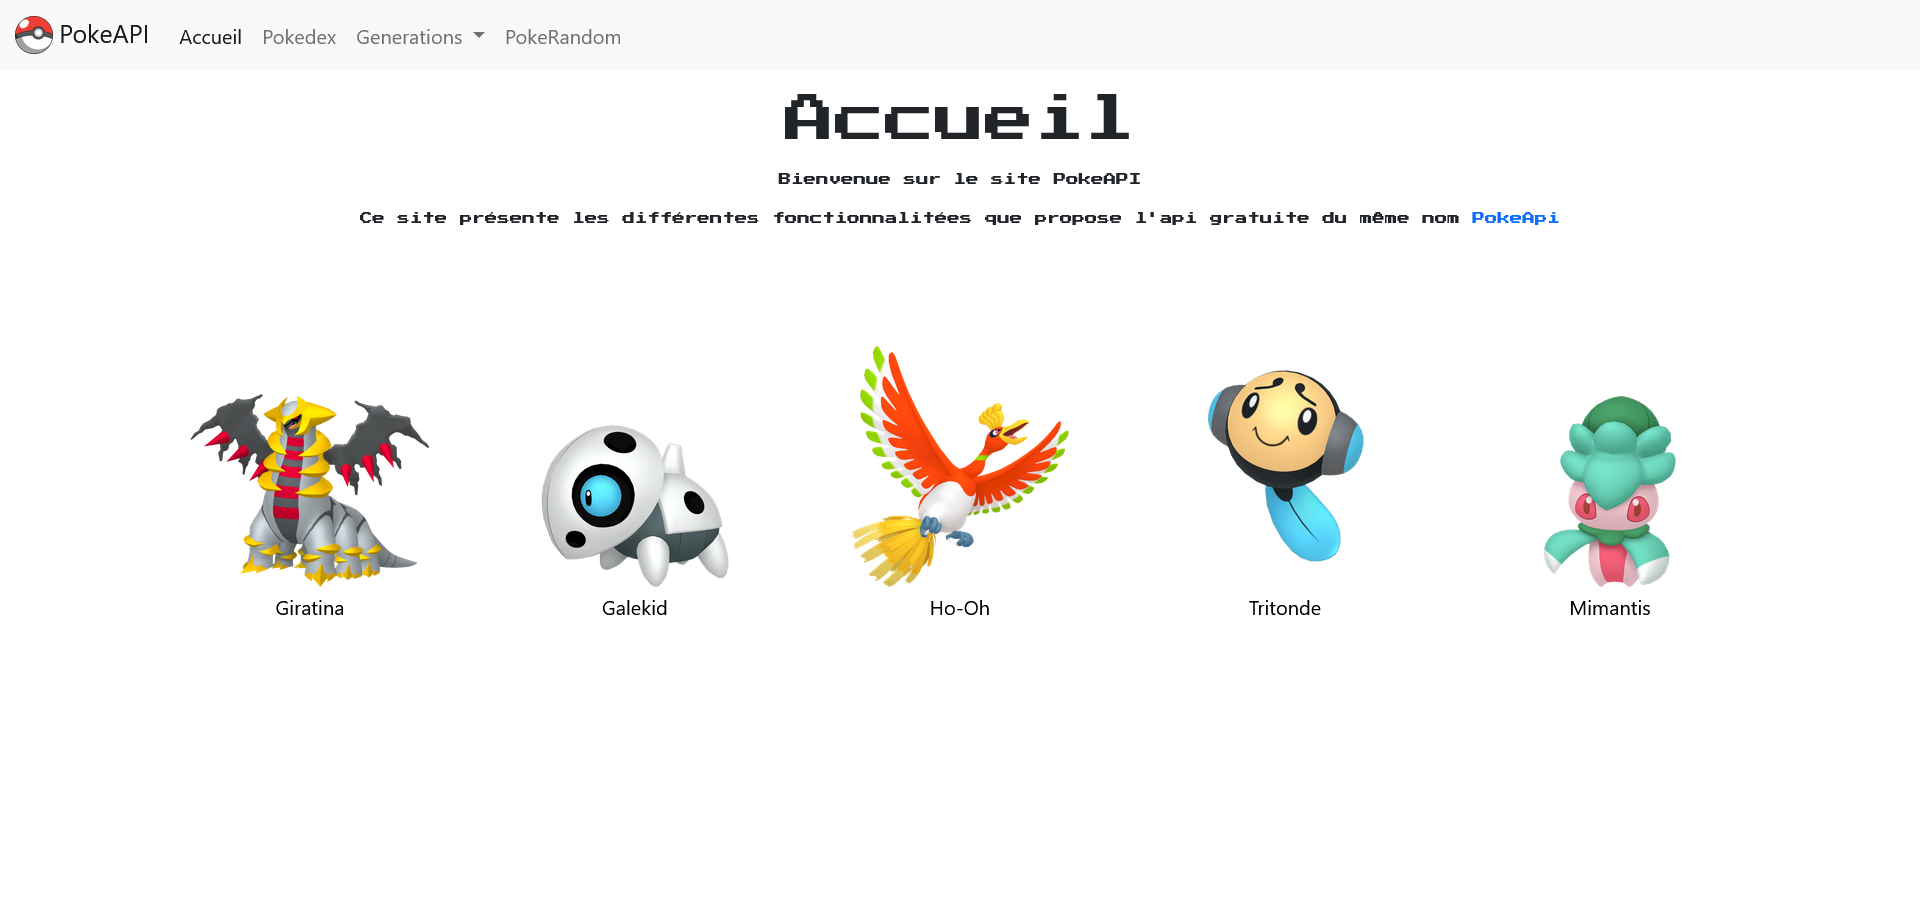 PokeAPI Accueil Pokedex Generations PokeRandom
Accueil
Bienvenue sur le site PokeAPI
Ce site présente les différentes fonctionnalitées que propose l'api gratuite du même nom PokeApi
Giratina Galekid Ho-Oh Tritonde Mimantis